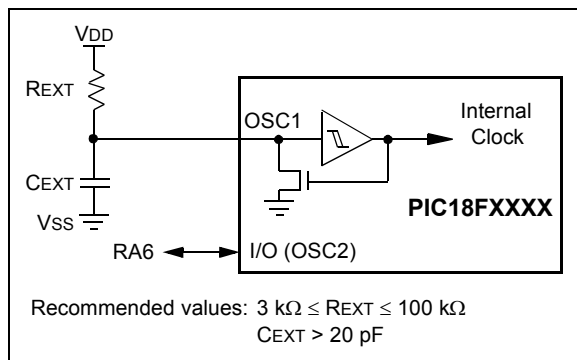 VDD
REXT
OSC1
Internal
Clock
CEXT
PIC18FXXXX
VSS
RA6
I/O (OSC2)
Recommended values: 3 kΩ ≤ REXT ≤ 100 kΩ
CEXT > 20 pF